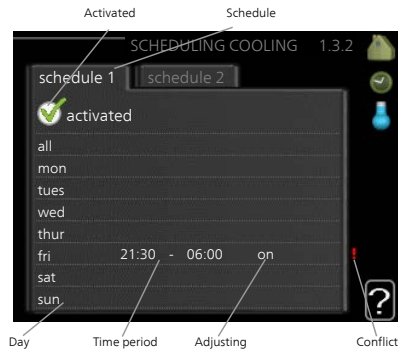 Activated Schedule
SCHEDULING COOLING 1.3.2
schedule 1 schedule 2
activated
all
mon
tues
wed
thur
fri 21:30 - 06:00 on !
sat
sun
?
Day Time period Adjusting Conflict